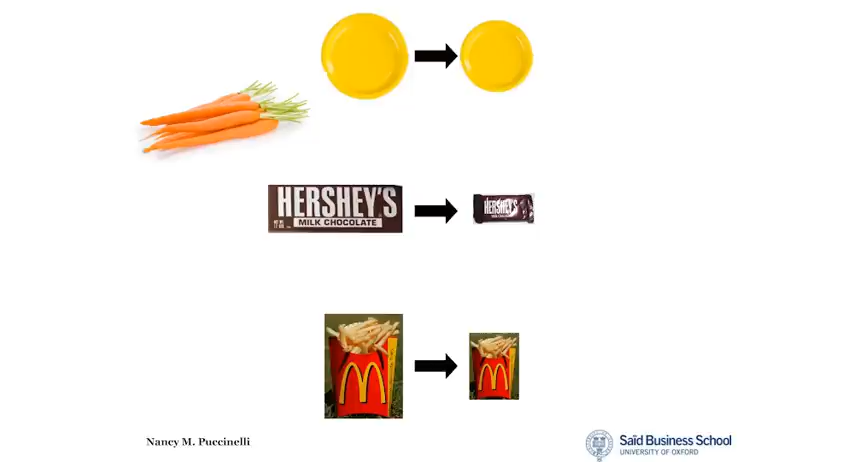 HERSHEY'S
MILK CHOCOLATE
HERSHEY'S
Nancy M. Puccinelli
Saïd Business School
UNIVERSITY OF OXFORD